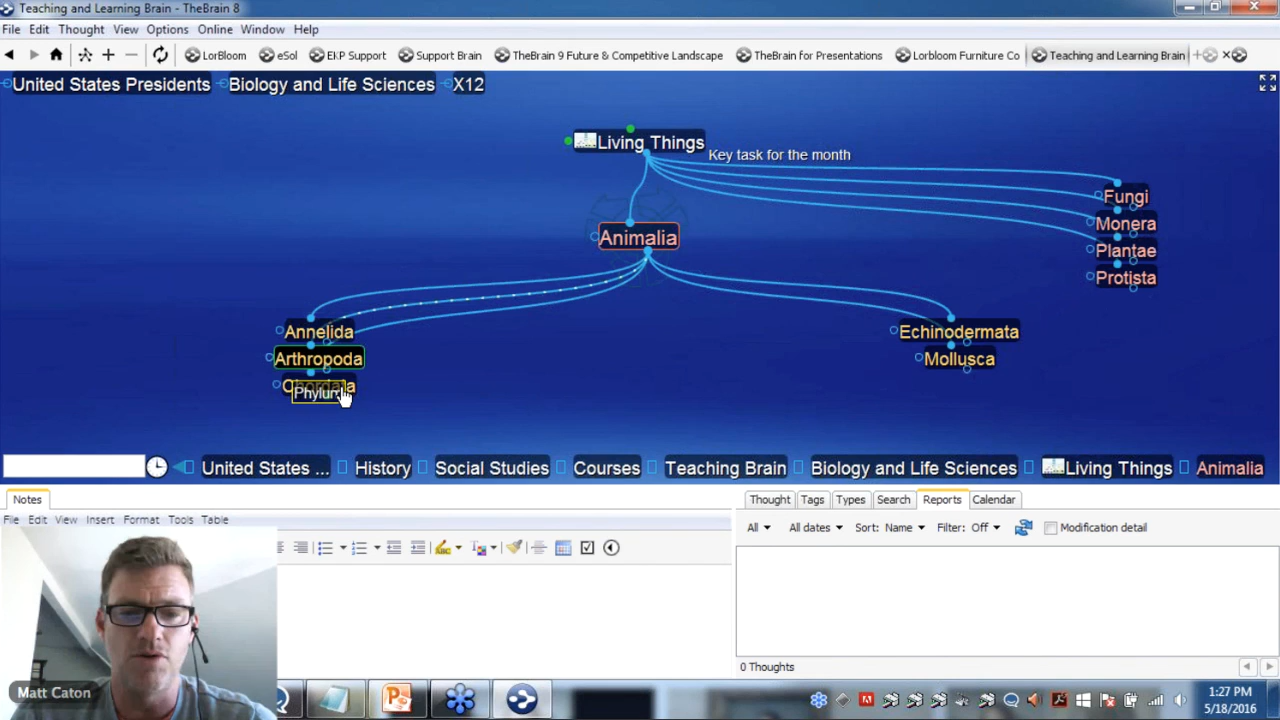 Teaching and Learning Brain - TheBrain 8
File Edit Thought View Options Online Window Help
LorBloom eSol EKP Support Support Brain TheBrain 9 Future & Competitive Landscape TheBrain for Presentations Lorbloom Furniture Co Teaching and Learning Brain
United States Presidents Biology and Life Sciences X12
Living Things
Key task for the month
Fungi
Monera
Animalia
Plantae
Protista
Annelida
Echinodermata
Arthropoda
Mollusca
Phylum
United States ... History Social Studies Courses Teaching Brain Biology and Life Sciences Living Things Animalia
Notes
Thought Tags Types Search Reports Calendar
File Edit View Insert Format Tools Table
All All dates Sort: Name Filter: Off Modification detail
0 Thoughts
Matt Caton
1:27 PM
5/18/2016